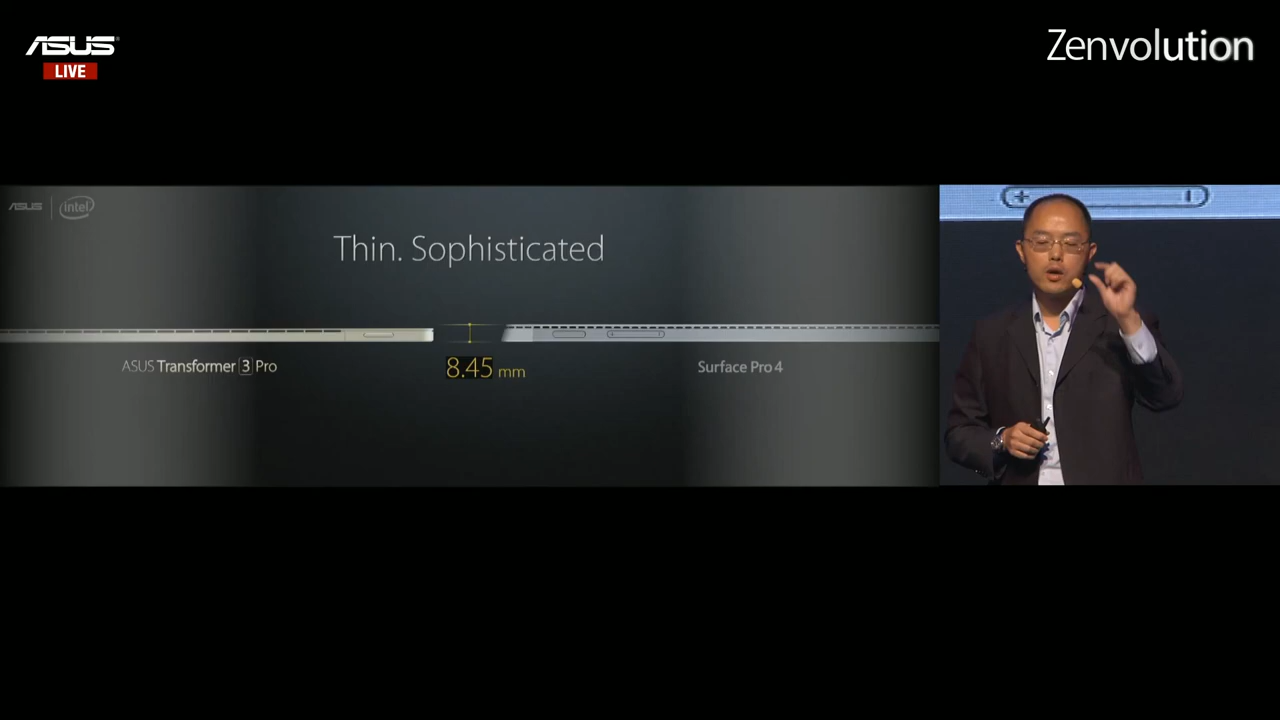 ASUS
LIVE
Zenvolution
ASUS | intel
Thin. Sophisticated
ASUS Transformer 3 Pro
8.45 mm
Surface Pro 4